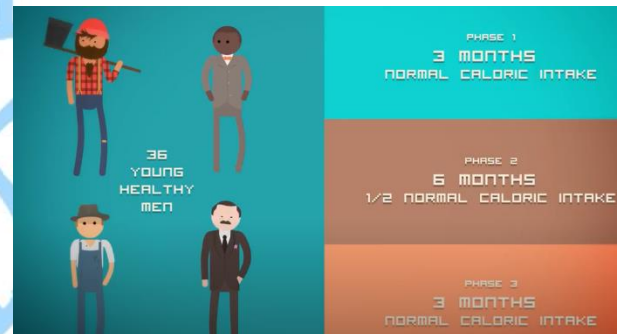 36
YOUNG
HEALTHY
MEN
PHASE 1
3 MONTHS
NORMAL CALORIC INTAKE
PHASE 2
6 MONTHS
1/2 NORMAL CALORIC INTAKE
PHASE 3
3 MONTHS
NORMAL CALORIC INTAKE